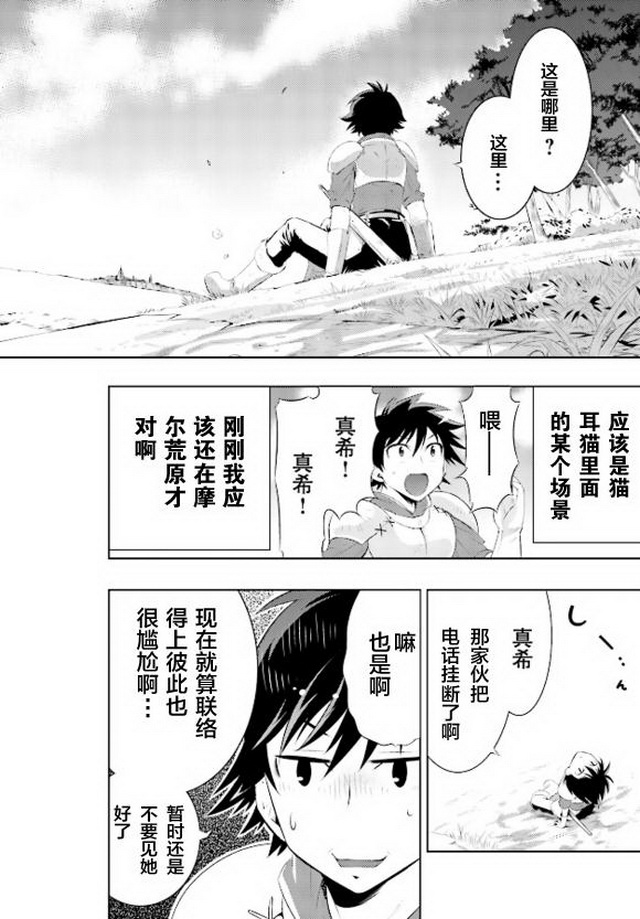 这是哪里？
这里…
应该是猫
耳猫里面
的某个场景
喂——
真希！
真希！
刚刚我应
该还在摩
尔荒原才
对啊
し～ん
真希
那家伙把
电话挂断了啊
嘛
也是啊
现在就算联络
得上彼此也
很尴尬啊…
暂时还是
不要见她
好了